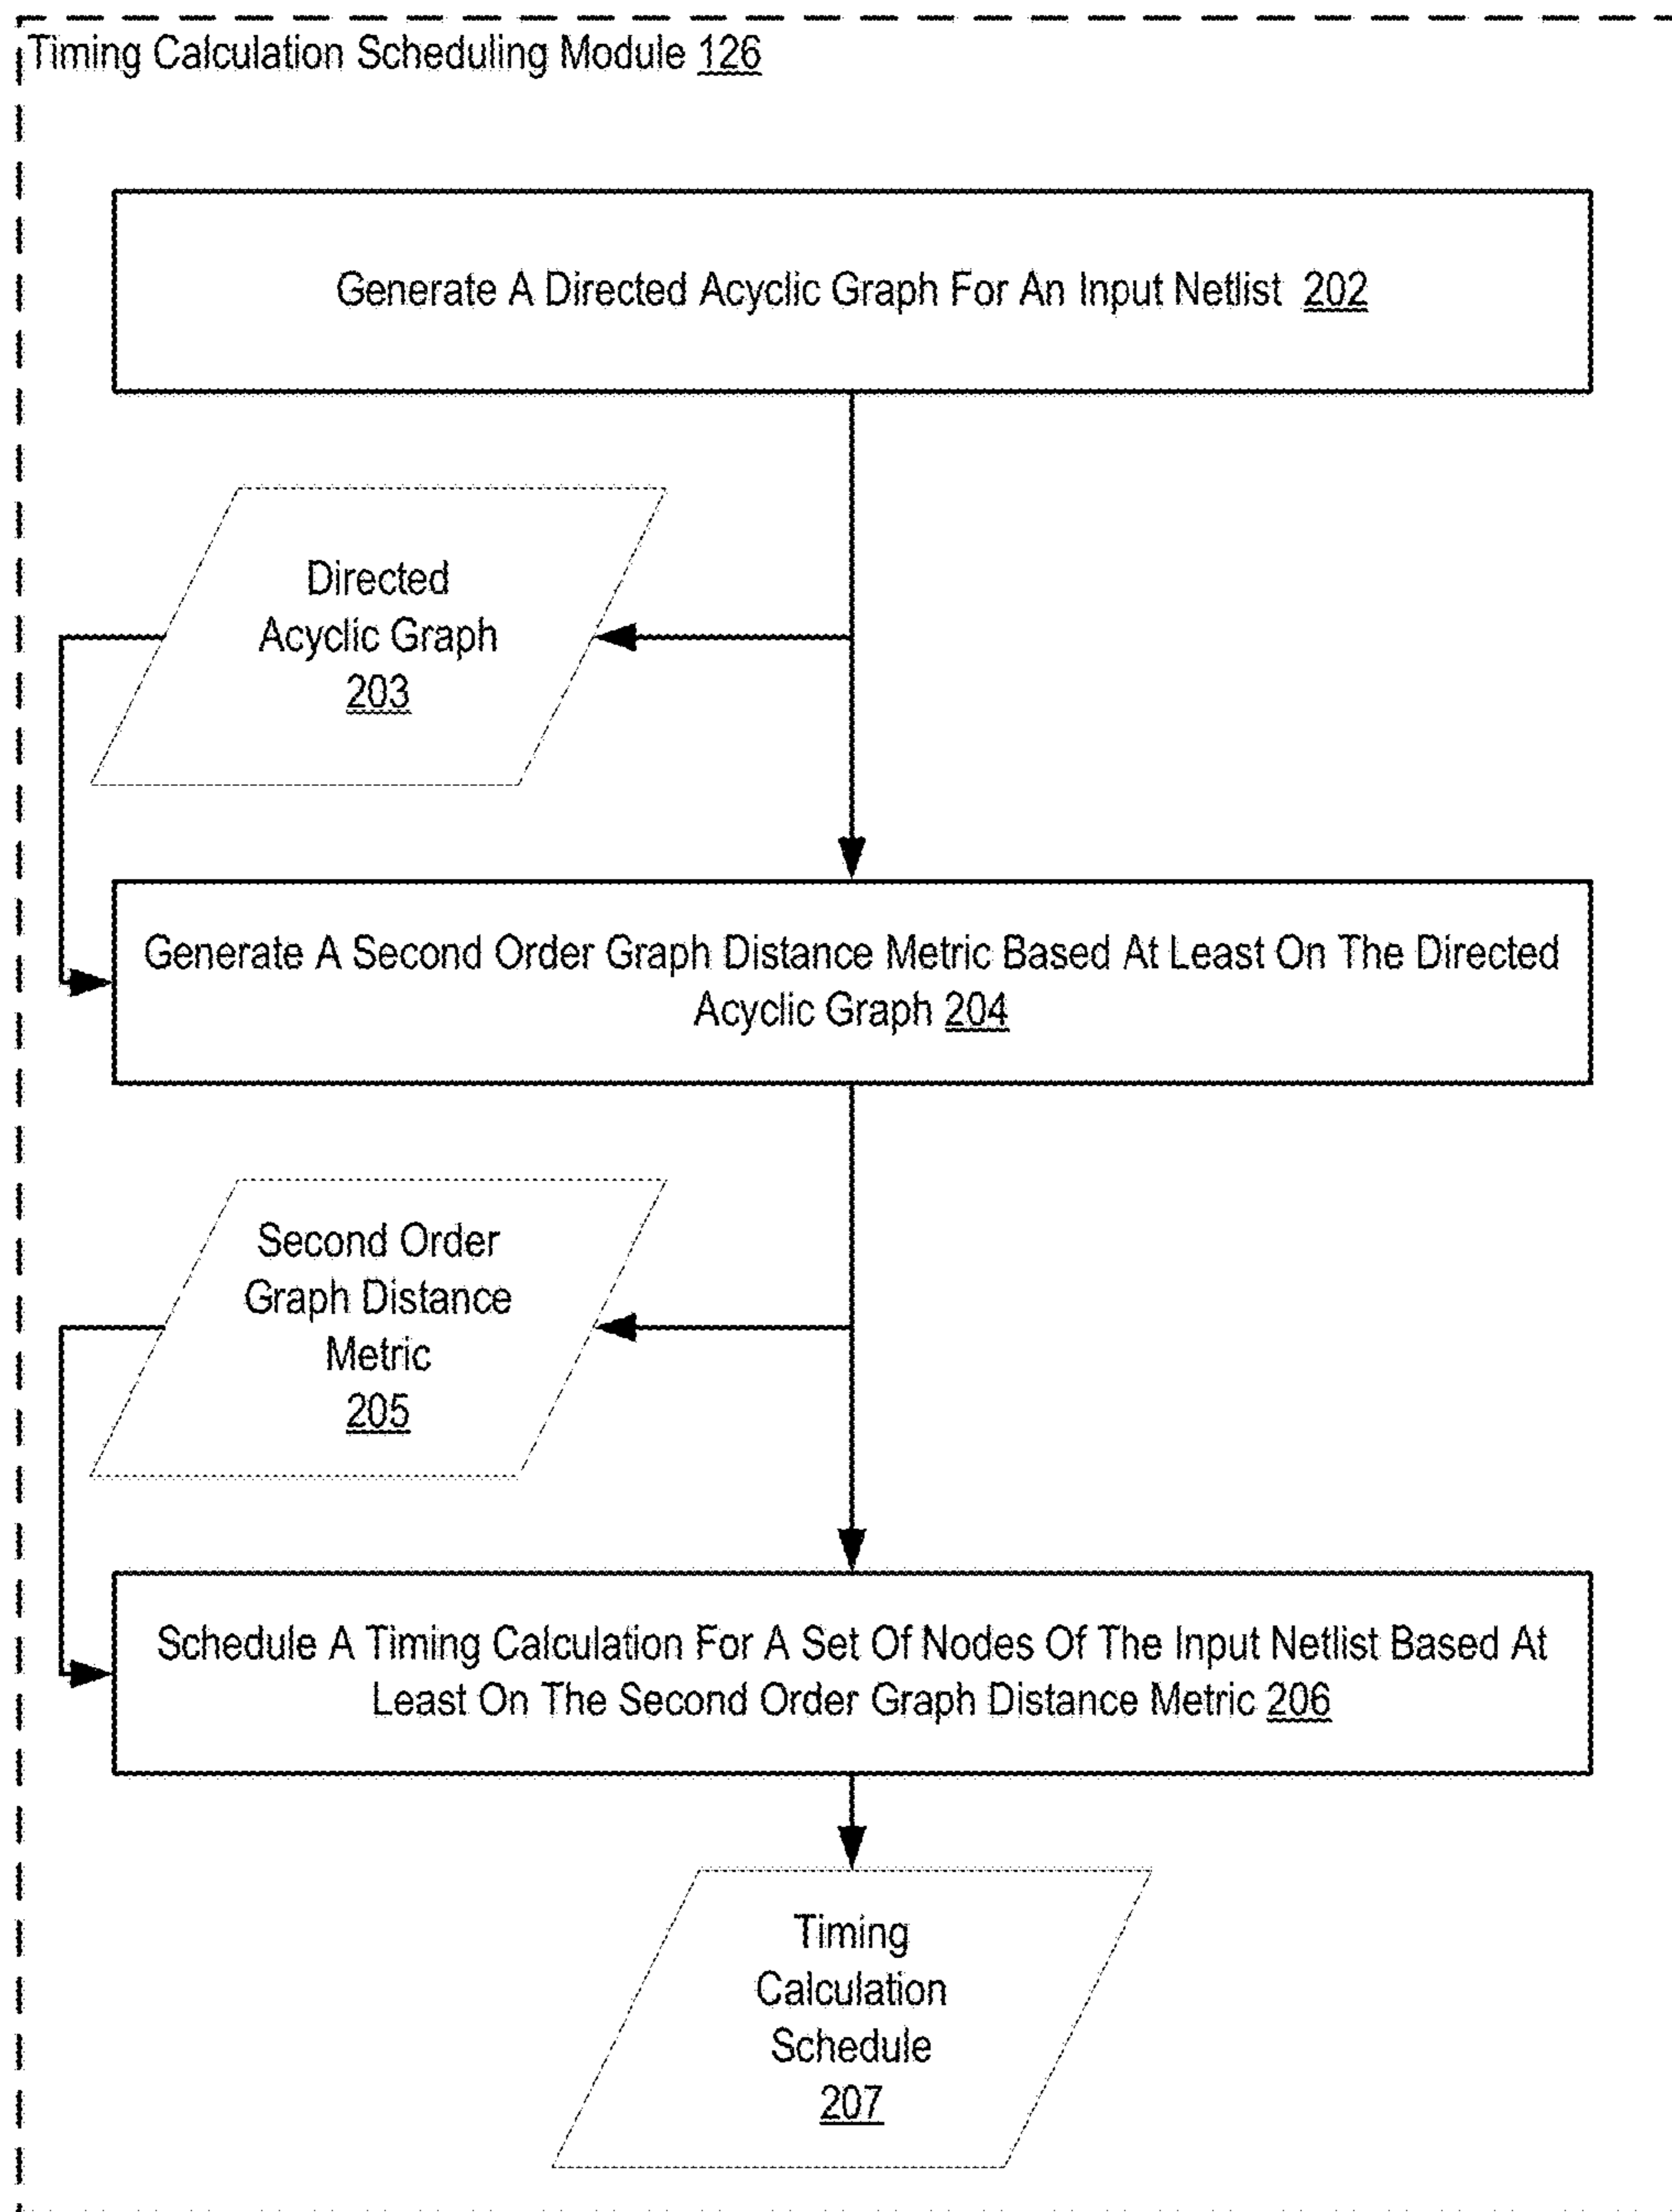 Timing Calculation Scheduling Module 126
Generate A Directed Acyclic Graph For An Input Netlist 202
Directed
Acyclic Graph
203
Generate A Second Order Graph Distance Metric Based At Least On The Directed
Acyclic Graph 204
Second Order
Graph Distance
Metric
205
Schedule A Timing Calculation For A Set Of Nodes Of The Input Netlist Based At
Least On The Second Order Graph Distance Metric 206
Timing
Calculation
Schedule
207